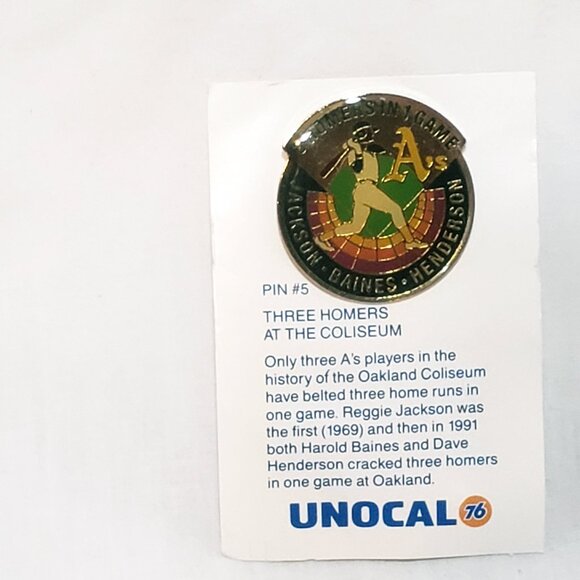 3 HOMERS IN 1 GAME
A's
JACKSON • BAINES • HENDERSON
PIN #5
THREE HOMERS
AT THE COLISEUM
Only three A's players in the
history of the Oakland Coliseum
have belted three home runs in
one game. Reggie Jackson was
the first (1969) and then in 1991
both Harold Baines and Dave
Henderson cracked three homers
in one game at Oakland.
UNOCAL 76